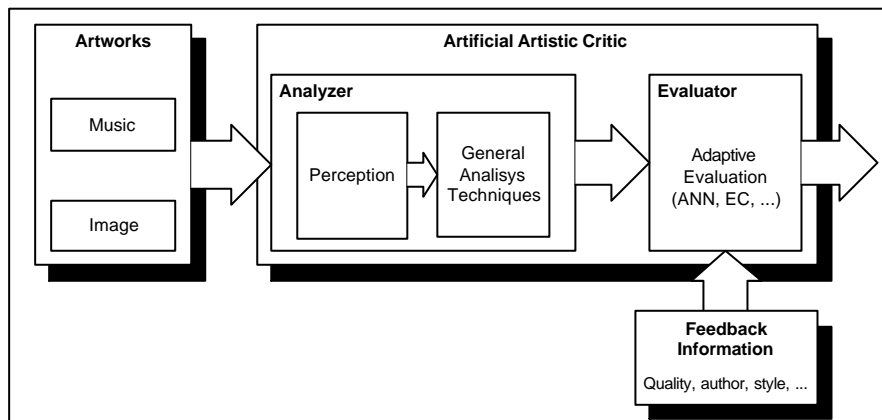 Artworks
Music
Image
Artificial Artistic Critic
Analyzer
Perception
General
Analisys
Techniques
Evaluator
Adaptive
Evaluation
(ANN, EC, ...)
Feedback
Information
Quality, author, style, ...